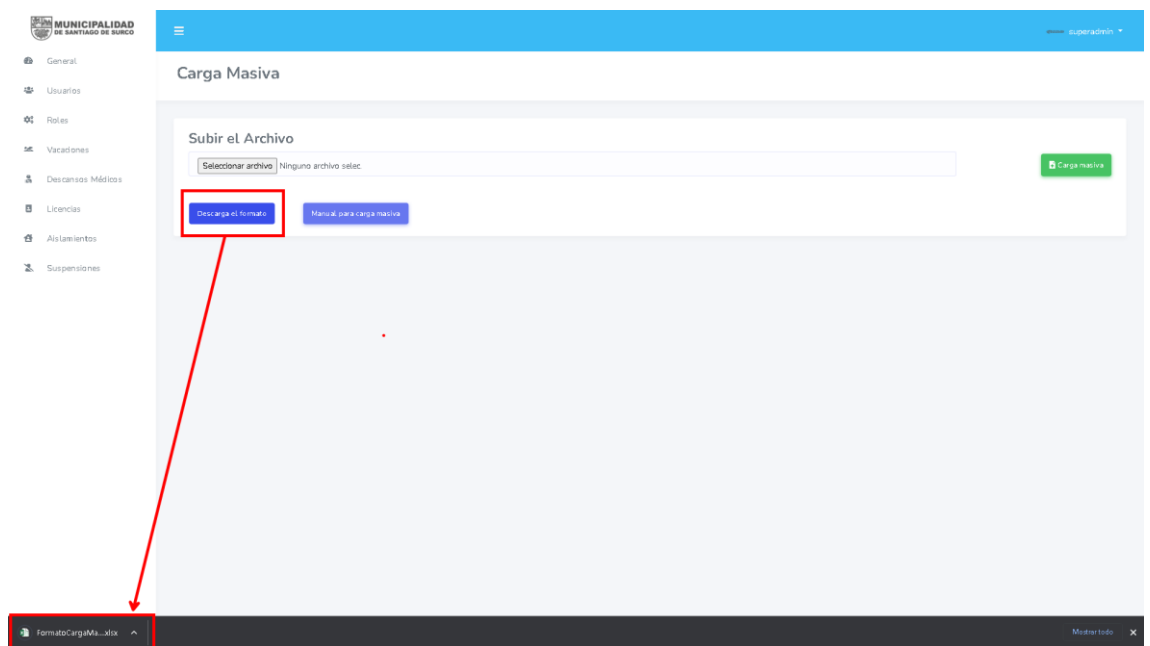 MUNICIPALIDAD
DE SANTIAGO DE SURCO
superadmin
General
Usuarios
Roles
Vacaciones
Descansos Médicos
Licencias
Aislamientos
Suspensiones
Carga Masiva
Subir el Archivo
Seleccionar archivo Ninguno archivo selec.
Carga masiva
Descarga el formato
Manual para carga masiva
FormatoCargaMa...xlsx
Mostrar todo